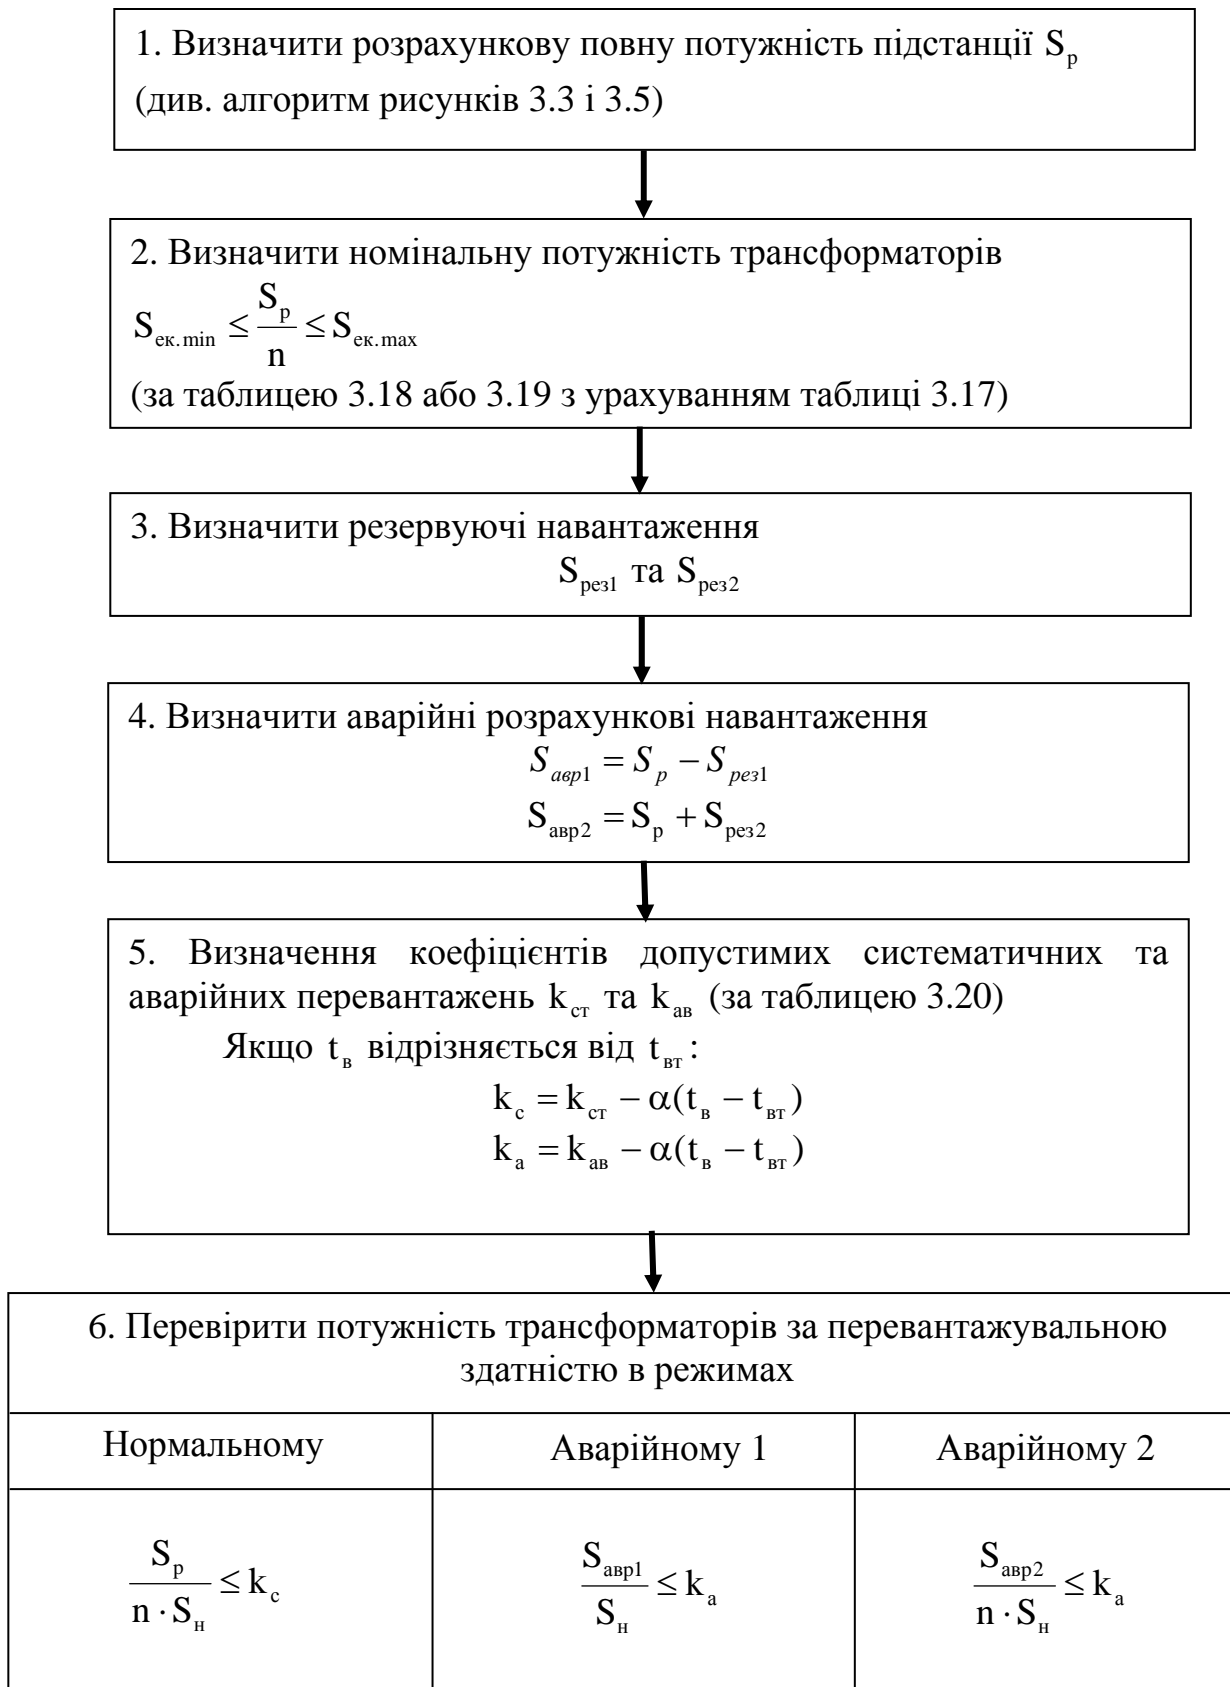 1. Визначити розрахункову повну потужність підстанції S_р
(див. алгоритм рисунків 3.3 і 3.5)
2. Визначити номінальну потужність трансформаторів
S_ек.min ≤ S_р / n ≤ S_ек.max
(за таблицею 3.18 або 3.19 з урахуванням таблиці 3.17)
3. Визначити резервуючі навантаження
S_рез1 та S_рез2
4. Визначити аварійні розрахункові навантаження
S_авр1 = S_р − S_рез1
S_авр2 = S_р + S_рез2
5. Визначення коефіцієнтів допустимих систематичних та
аварійних перевантажень k_ст та k_ав (за таблицею 3.20)
Якщо t_в відрізняється від t_вт:
k_с = k_ст − α(t_в − t_вт)
k_а = k_ав − α(t_в − t_вт)
6. Перевірити потужність трансформаторів за перевантажувальною
здатністю в режимах
Нормальному
Аварійному 1
Аварійному 2
S_р / n · S_н ≤ k_с
S_авр1 / S_н ≤ k_а
S_авр2 / n · S_н ≤ k_а